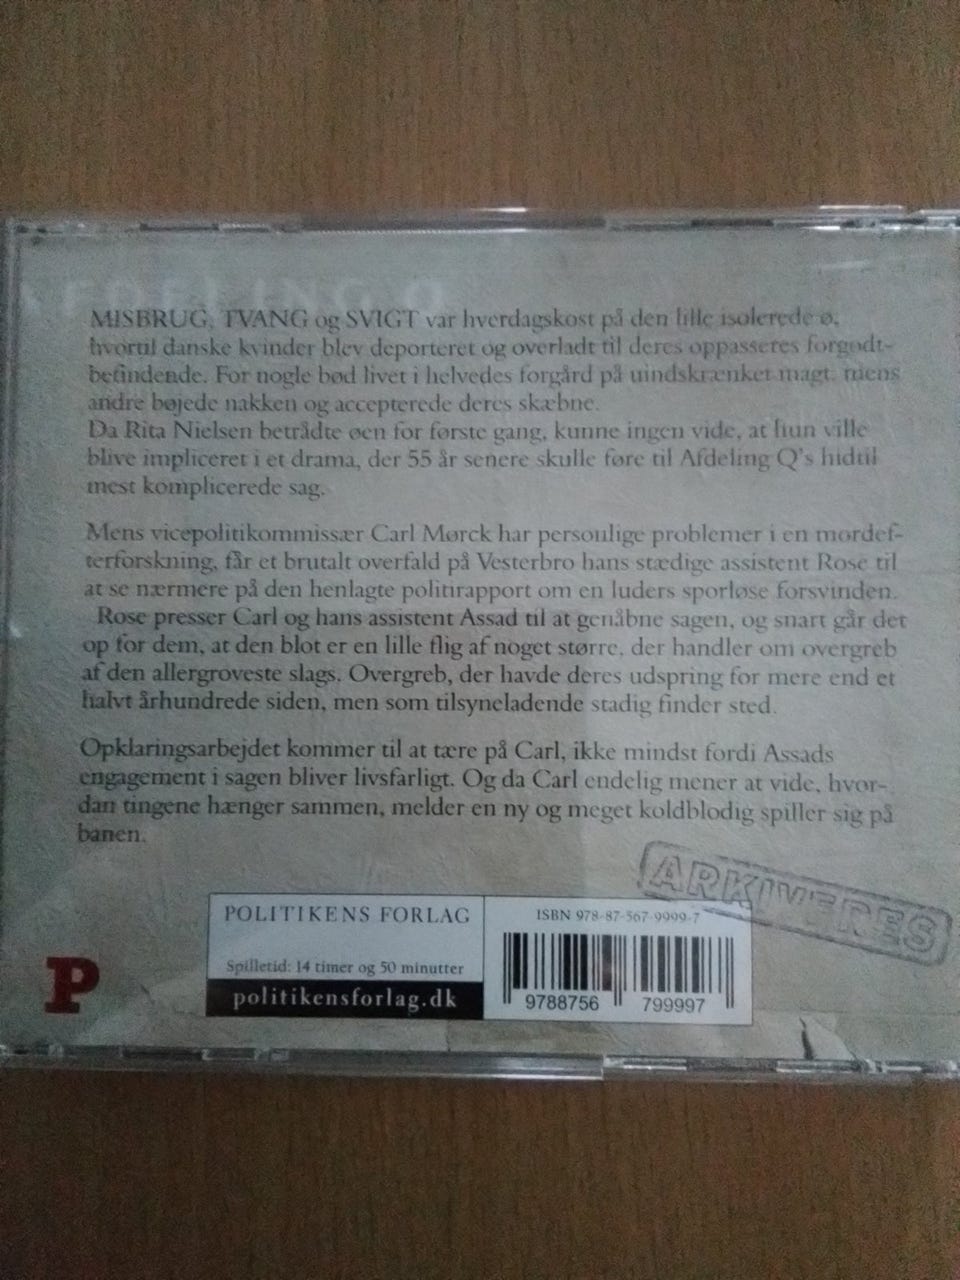 AFDELING Q
MISBRUG, TVANG og SVIGT var hverdagskost på den lille isolerede ø,
hvortil danske kvinder blev deporteret og overladt til deres oppasseres forgodt-
befindende. For nogle bød livet i helvedes forgård på uindskrænket magt, mens
andre bøjede nakken og accepterede deres skæbne.
Da Rita Nielsen betrådte øen for første gang, kunne ingen vide, at hun ville
blive impliceret i et drama, der 55 år senere skulle føre til Afdeling Q's hidtil
mest komplicerede sag.
Mens vicepolitikommissær Carl Mørck har personlige problemer i en mordef-
terforskning, får et brutalt overfald på Vesterbro hans stædige assistent Rose til
at se nærmere på den henlagte politirapport om en luders sporløse forsvinden.
Rose presser Carl og hans assistent Assad til at genåbne sagen, og snart går det
op for dem, at den blot er en lille flig af noget større, der handler om overgreb
af den allergroveste slags. Overgreb, der havde deres udspring for mere end et
halvt århundrede siden, men som tilsyneladende stadig finder sted.
Opklaringsarbejdet kommer til at tære på Carl, ikke mindst fordi Assads
engagement i sagen bliver livsfarligt. Og da Carl endelig mener at vide, hvor-
dan tingene hænger sammen, melder en ny og meget koldblodig spiller sig på
banen.
ARKIVERES
POLITIKENS FORLAG
Spilletid: 14 timer og 50 minutter
politikensforlag.dk
ISBN 978-87-567-9999-7
9788756 799997
P